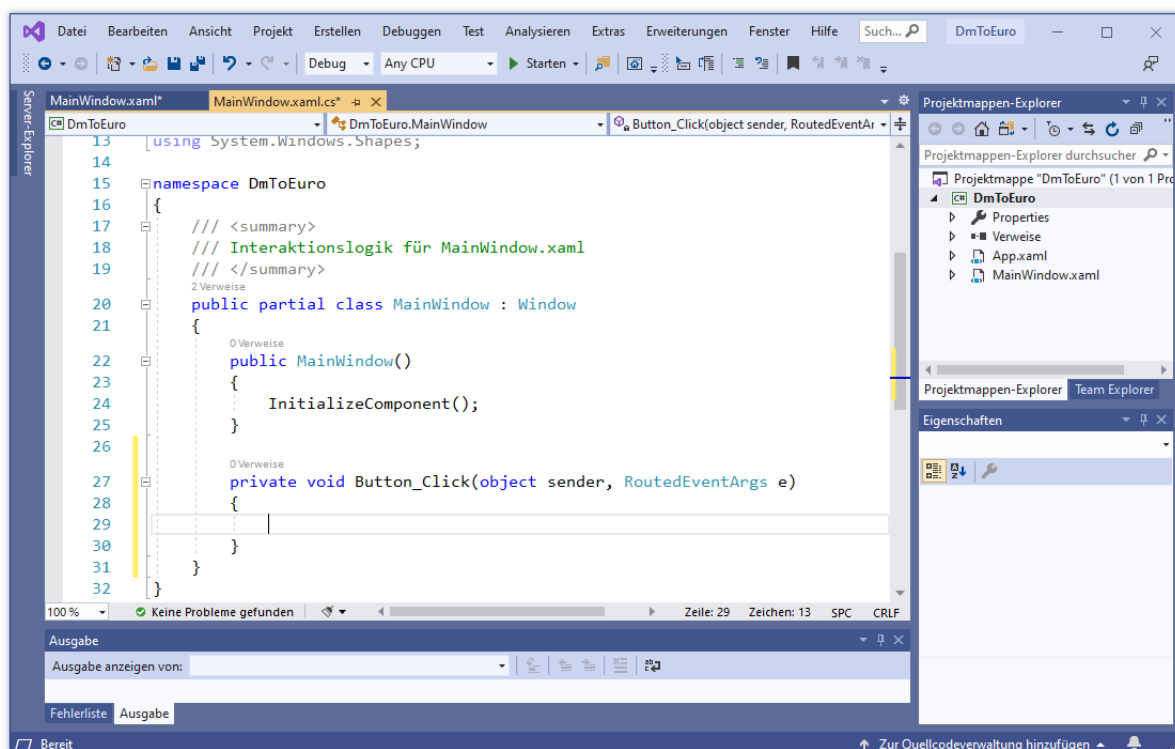 Datei Bearbeiten Ansicht Projekt Erstellen Debuggen Test Analysieren Extras Erweiterungen Fenster Hilfe Such... DmToEuro
Debug Any CPU Starten
Server-Explorer
MainWindow.xaml* MainWindow.xaml.cs*
C# DmToEuro DmToEuro.MainWindow Button_Click(object sender, RoutedEventAr
13 using System.Windows.Shapes;
14
15 namespace DmToEuro
16 {
17 /// <summary>
18 /// Interaktionslogik für MainWindow.xaml
19 /// </summary>
2 Verweise
20 public partial class MainWindow : Window
21 {
0 Verweise
22 public MainWindow()
23 {
24 InitializeComponent();
25 }
26
0 Verweise
27 private void Button_Click(object sender, RoutedEventArgs e)
28 {
29
30 }
31 }
32 }
100 % Keine Probleme gefunden Zeile: 29 Zeichen: 13 SPC CRLF
Ausgabe
Ausgabe anzeigen von:
Fehlerliste Ausgabe
Projektmappen-Explorer
Projektmappen-Explorer durchsucher
Projektmappe "DmToEuro" (1 von 1 Pro
C# DmToEuro
Properties
Verweise
App.xaml
MainWindow.xaml
Projektmappen-Explorer Team Explorer
Eigenschaften
Bereit Zur Quellcodeverwaltung hinzufügen